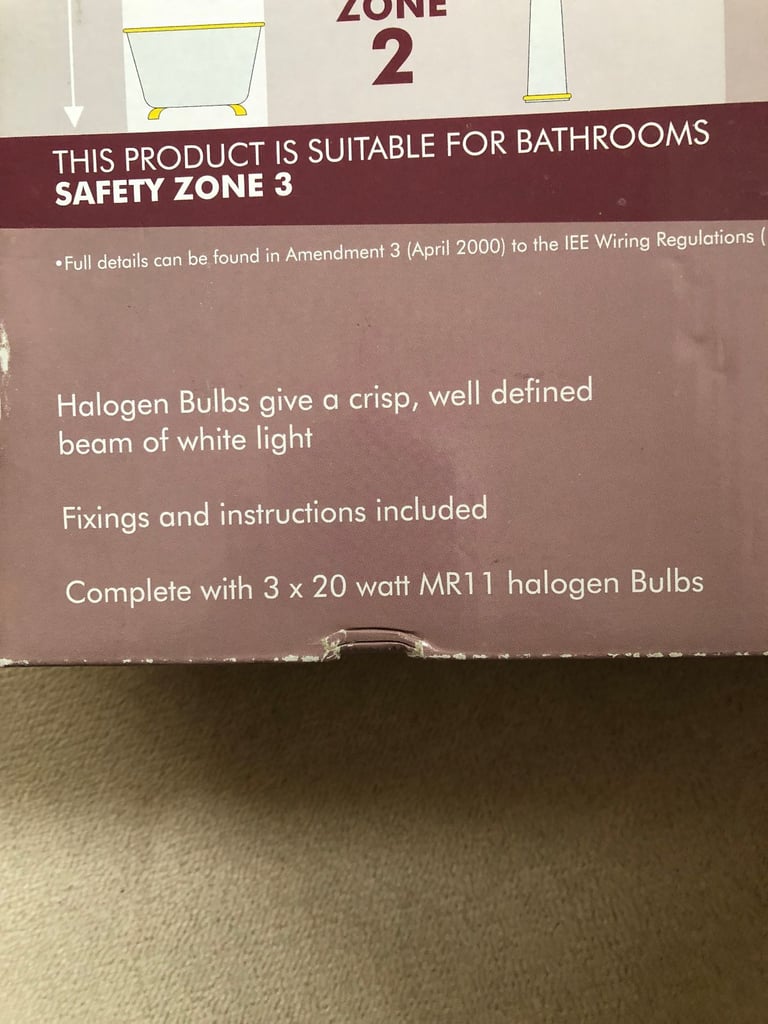 ZONE
2
THIS PRODUCT IS SUITABLE FOR BATHROOMS
SAFETY ZONE 3
•Full details can be found in Amendment 3 (April 2000) to the IEE Wiring Regulations (
Halogen Bulbs give a crisp, well defined
beam of white light
Fixings and instructions included
Complete with 3 x 20 watt MR11 halogen Bulbs